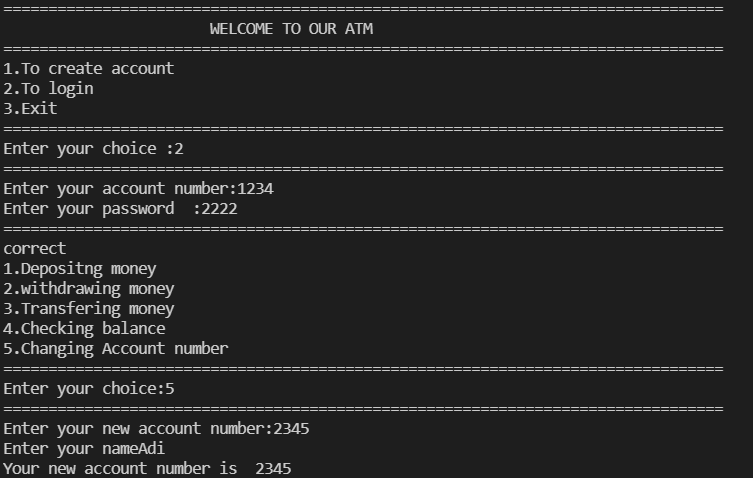 ================================================================================
WELCOME TO OUR ATM
================================================================================
1.To create account
2.To login
3.Exit
================================================================================
Enter your choice :2
================================================================================
Enter your account number:1234
Enter your password  :2222
================================================================================
correct
1.Depositng money
2.withdrawing money
3.Transfering money
4.Checking balance
5.Changing Account number
================================================================================
Enter your choice:5
================================================================================
Enter your new account number:2345
Enter your nameAdi
Your new account number is  2345